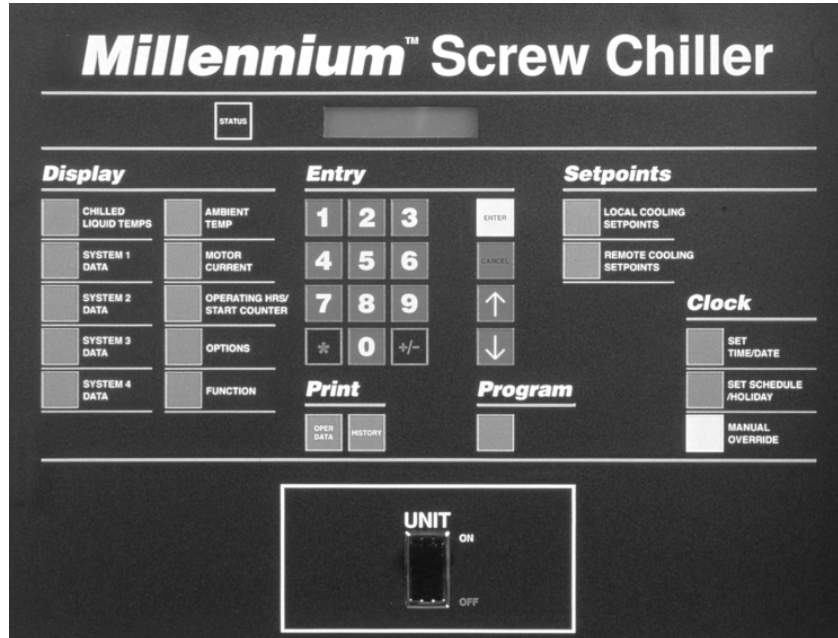 Millennium™ Screw Chiller
STATUS
Display
CHILLED
LIQUID TEMPS
AMBIENT
TEMP
SYSTEM 1
DATA
MOTOR
CURRENT
SYSTEM 2
DATA
OPERATING HRS/
START COUNTER
SYSTEM 3
DATA
OPTIONS
SYSTEM 4
DATA
FUNCTION
Entry
1 2 3
ENTER
4 5 6
CANCEL
7 8 9
↑
* 0 +/-
↓
Print
OPER
DATA
HISTORY
Program
Setpoints
LOCAL COOLING
SETPOINTS
REMOTE COOLING
SETPOINTS
Clock
SET
TIME/DATE
SET SCHEDULE
/HOLIDAY
MANUAL
OVERRIDE
UNIT
ON
OFF